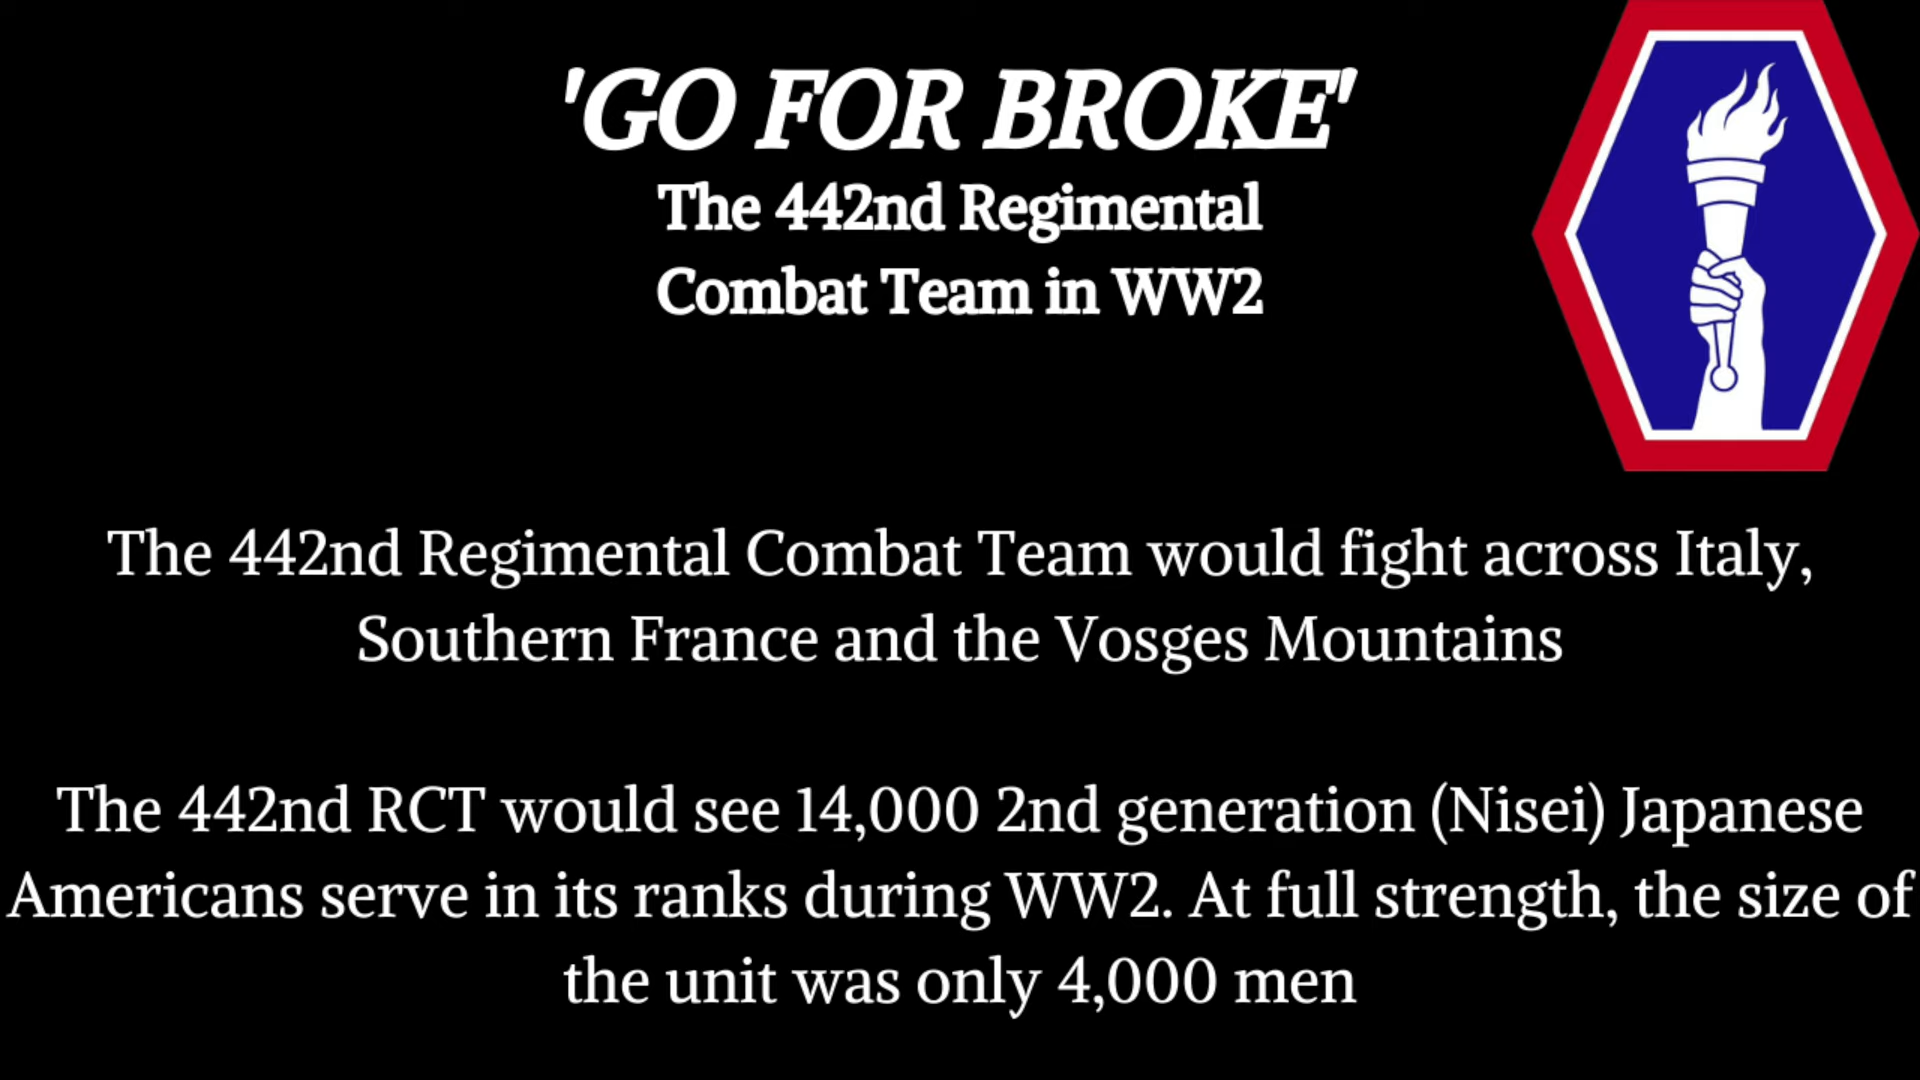 'GO FOR BROKE'
The 442nd Regimental
Combat Team in WW2
The 442nd Regimental Combat Team would fight across Italy,
Southern France and the Vosges Mountains
The 442nd RCT would see 14,000 2nd generation (Nisei) Japanese
Americans serve in its ranks during WW2. At full strength, the size of
the unit was only 4,000 men